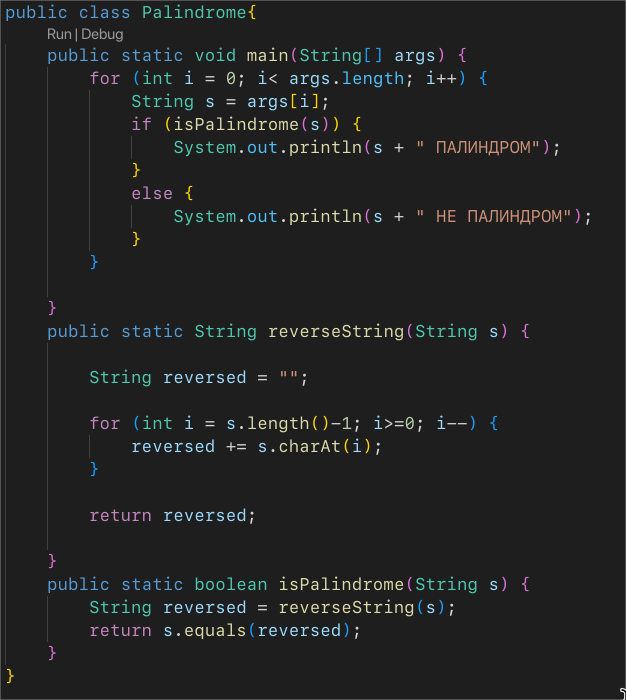 public class Palindrome{
Run | Debug
    public static void main(String[] args) {
        for (int i = 0; i< args.length; i++) {
            String s = args[i];
            if (isPalindrome(s)) {
                System.out.println(s + " ПАЛИНДРОМ");
            }
            else {
                System.out.println(s + " НЕ ПАЛИНДРОМ");
            }
        }
    }
    public static String reverseString(String s) {
        String reversed = "";
        for (int i = s.length()-1; i>=0; i--) {
            reversed += s.charAt(i);
        }
        return reversed;
    }
    public static boolean isPalindrome(String s) {
        String reversed = reverseString(s);
        return s.equals(reversed);
    }
}